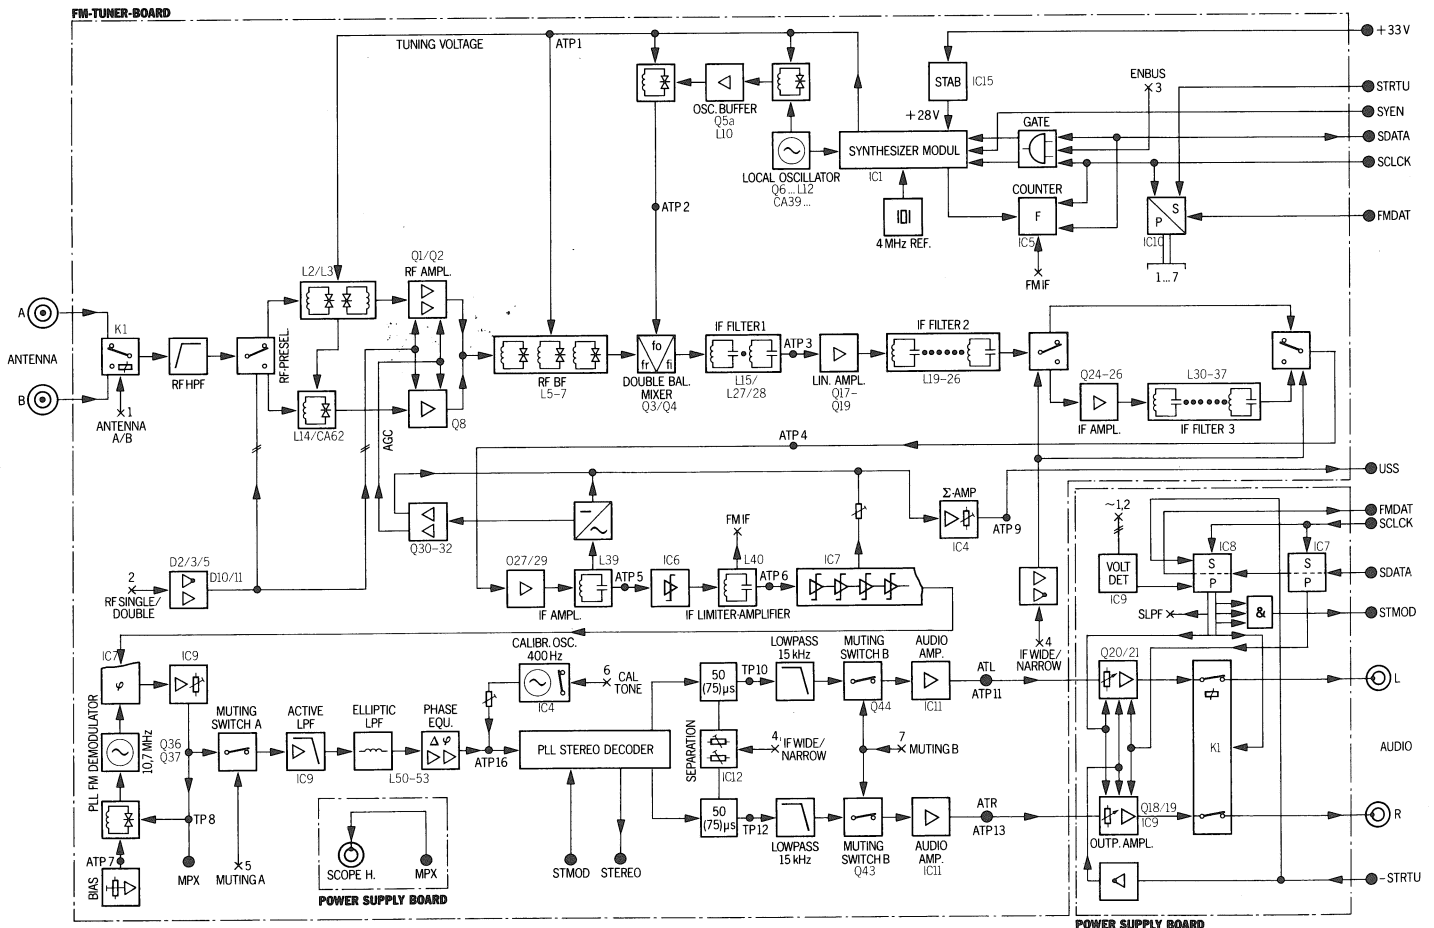 FM-TUNER-BOARD
TUNING VOLTAGE
ATP1
+33V
STAB
IC15
ENBUS
3
STRTU
OSC. BUFFER
Q5a
L10
+28V
GATE
SYEN
SDATA
SYNTHESIZER MODUL
IC1
SCLCK
LOCAL OSCILLATOR
Q6...L12
CA39...
COUNTER
F
IC5
S
P
IC10
FMDAT
4MHz REF.
FMIF
1...7
ATP2
L2/L3
Q1/Q2
RF AMPL.
A
K1
ANTENNA
B
1
ANTENNA
A/B
RF HPF
RF-PRESEL.
L14/CA62
Q8
AGC
RF BF
L5-7
fo
fr
fi
DOUBLE BAL.
MIXER
Q3/Q4
IF FILTER1
L15/
L27/28
ATP3
LIN. AMPL.
Q17-
Q19
IF FILTER 2
L19-26
Q24-26
IF AMPL.
L30-37
IF FILTER 3
ATP4
USS
Q30-32
FMIF
Σ-AMP
IC4
ATP9
~1,2
FMDAT
SCLCK
D2/3/5
D10/11
2
RF SINGLE/
DOUBLE
Q27/29
IF AMPL.
L39
ATP5
IC6
L40
ATP6
IF LIMITER-AMPLIFIER
IC7
VOLT
DET
IC9
IC8
S
P
IC7
S
P
SDATA
SLPF
&
STMOD
4
IF WIDE/
NARROW
IC7
φ
IC9
PLL FM DEMODULATOR
10,7 MHz
Q36
Q37
MUTING
SWITCH A
ACTIVE
LPF
IC9
ELLIPTIC
LPF
L50-53
PHASE
EQU.
Δφ
CALIBR. OSC.
400Hz
IC4
6
CAL
TONE
ATP16
PLL STEREO DECODER
50
(75)µs
TP10
LOWPASS
15 kHz
MUTING
SWITCH B
Q44
AUDIO
AMP.
IC11
ATL
ATP11
Q20/21
L
SEPARATION
IC12
4
IF WIDE/
NARROW
7
MUTING B
K1
AUDIO
50
(75)µs
TP12
LOWPASS
15 kHz
MUTING
SWITCH B
Q43
AUDIO
AMP.
IC11
ATR
ATP13
Q18/19
IC9
OUTP. AMPL.
R
TP8
ATP7
BIAS
MPX
5
MUTING A
SCOPE H.
MPX
POWER SUPPLY BOARD
STMOD
STEREO
-STRTU
POWER SUPPLY BOARD